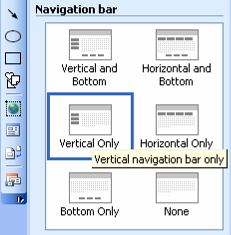 Navigation bar
Vertical and
Bottom
Horizontal and
Bottom
Vertical Only
Horizontal Only
Vertical navigation bar only
Bottom Only
None